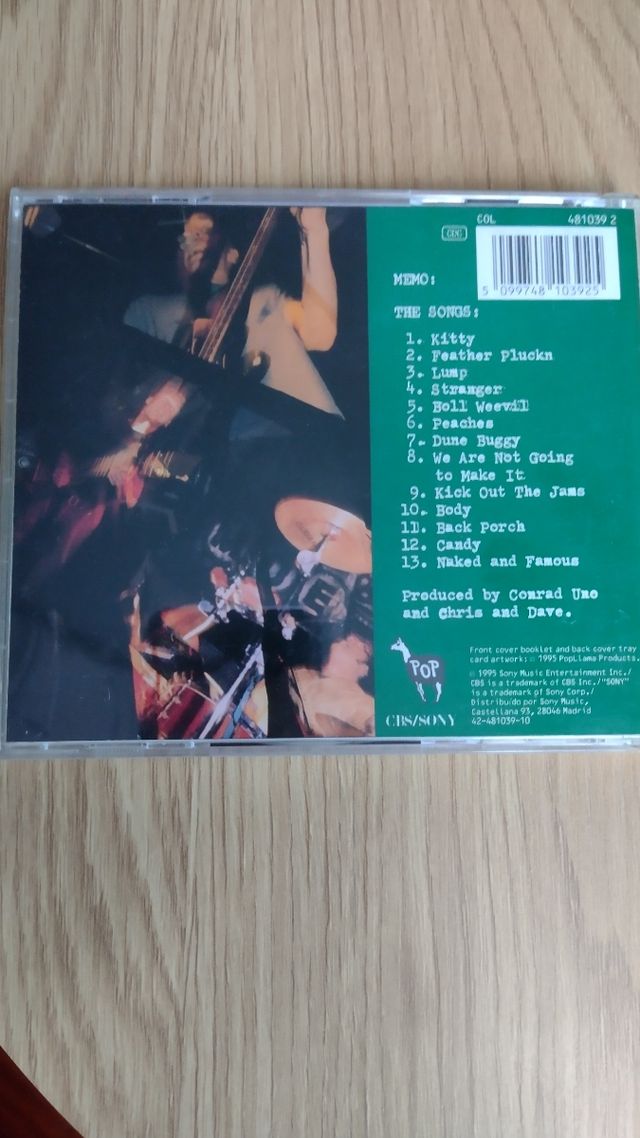 COL 481039 2
5 099748 103925
MEMO:
THE SONGS:
1. Kitty
2. Feather Pluckn
3. Lump
4. Stranger
5. Boll Weevil
6. Peaches
7. Dune Buggy
8. We Are Not Going
to Make It
9. Kick Out The Jams
10. Body
11. Back Porch
12. Candy
13. Naked and Famous
Produced by Conrad Uno
and Chris and Dave.
POP
CBS/SONY
Front cover booklet and back cover tray
card artwork: 1995 PopLlama Products.
1995 Sony Music Entertainment Inc./
CBS is a trademark of CBS Inc./"SONY"
is a trademark of Sony Corp./
Distribuido por Sony Music,
Castellana 93, 28046 Madrid
42-481039-10